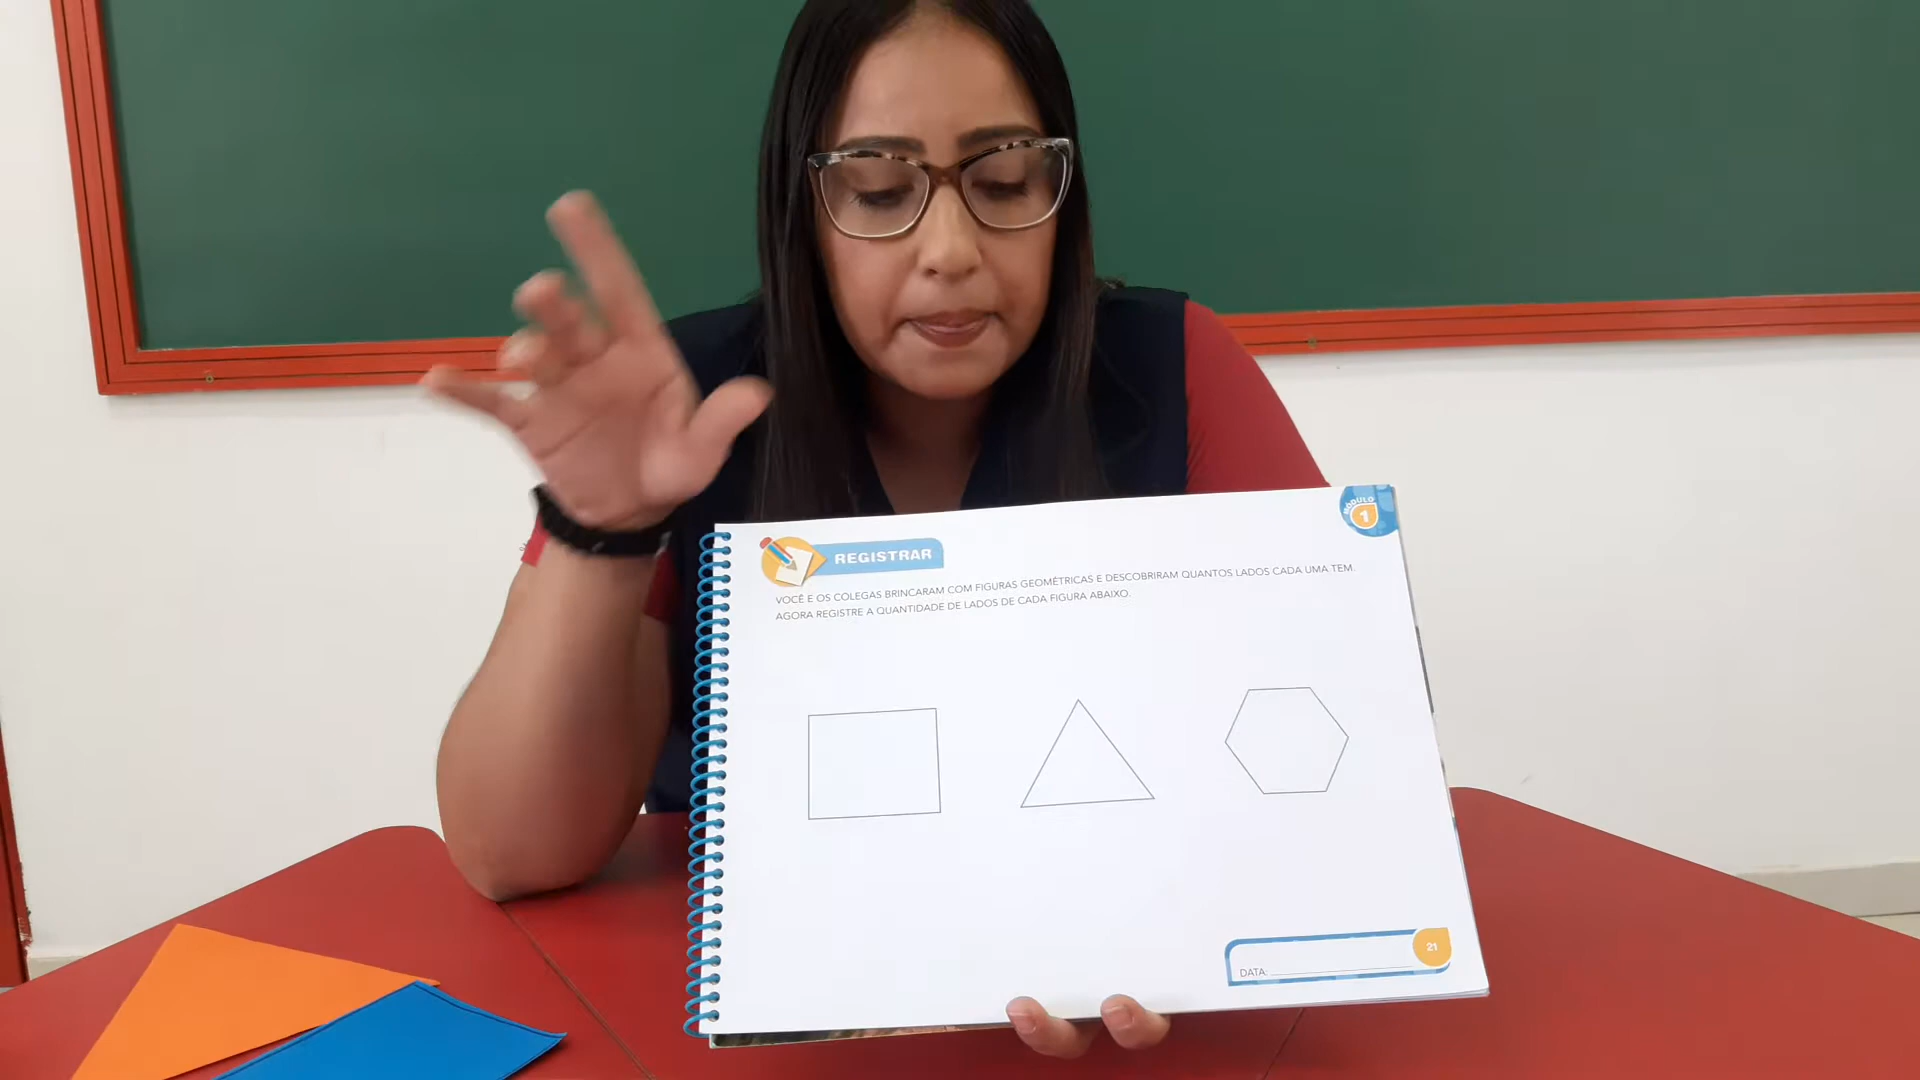 MÓDULO
1
REGISTRAR
VOCÊ E OS COLEGAS BRINCARAM COM FIGURAS GEOMÉTRICAS E DESCOBRIRAM QUANTOS LADOS CADA UMA TEM.
AGORA REGISTRE A QUANTIDADE DE LADOS DE CADA FIGURA ABAIXO.
21
DATA: